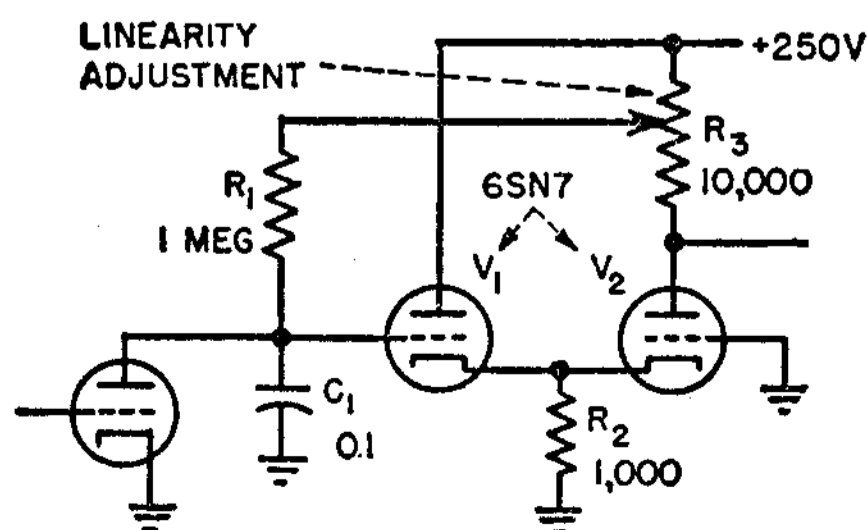 LINEARITY
ADJUSTMENT
+250V
R3
10,000
R1
1 MEG
6SN7
V1
V2
C1
0.1
R2
1,000